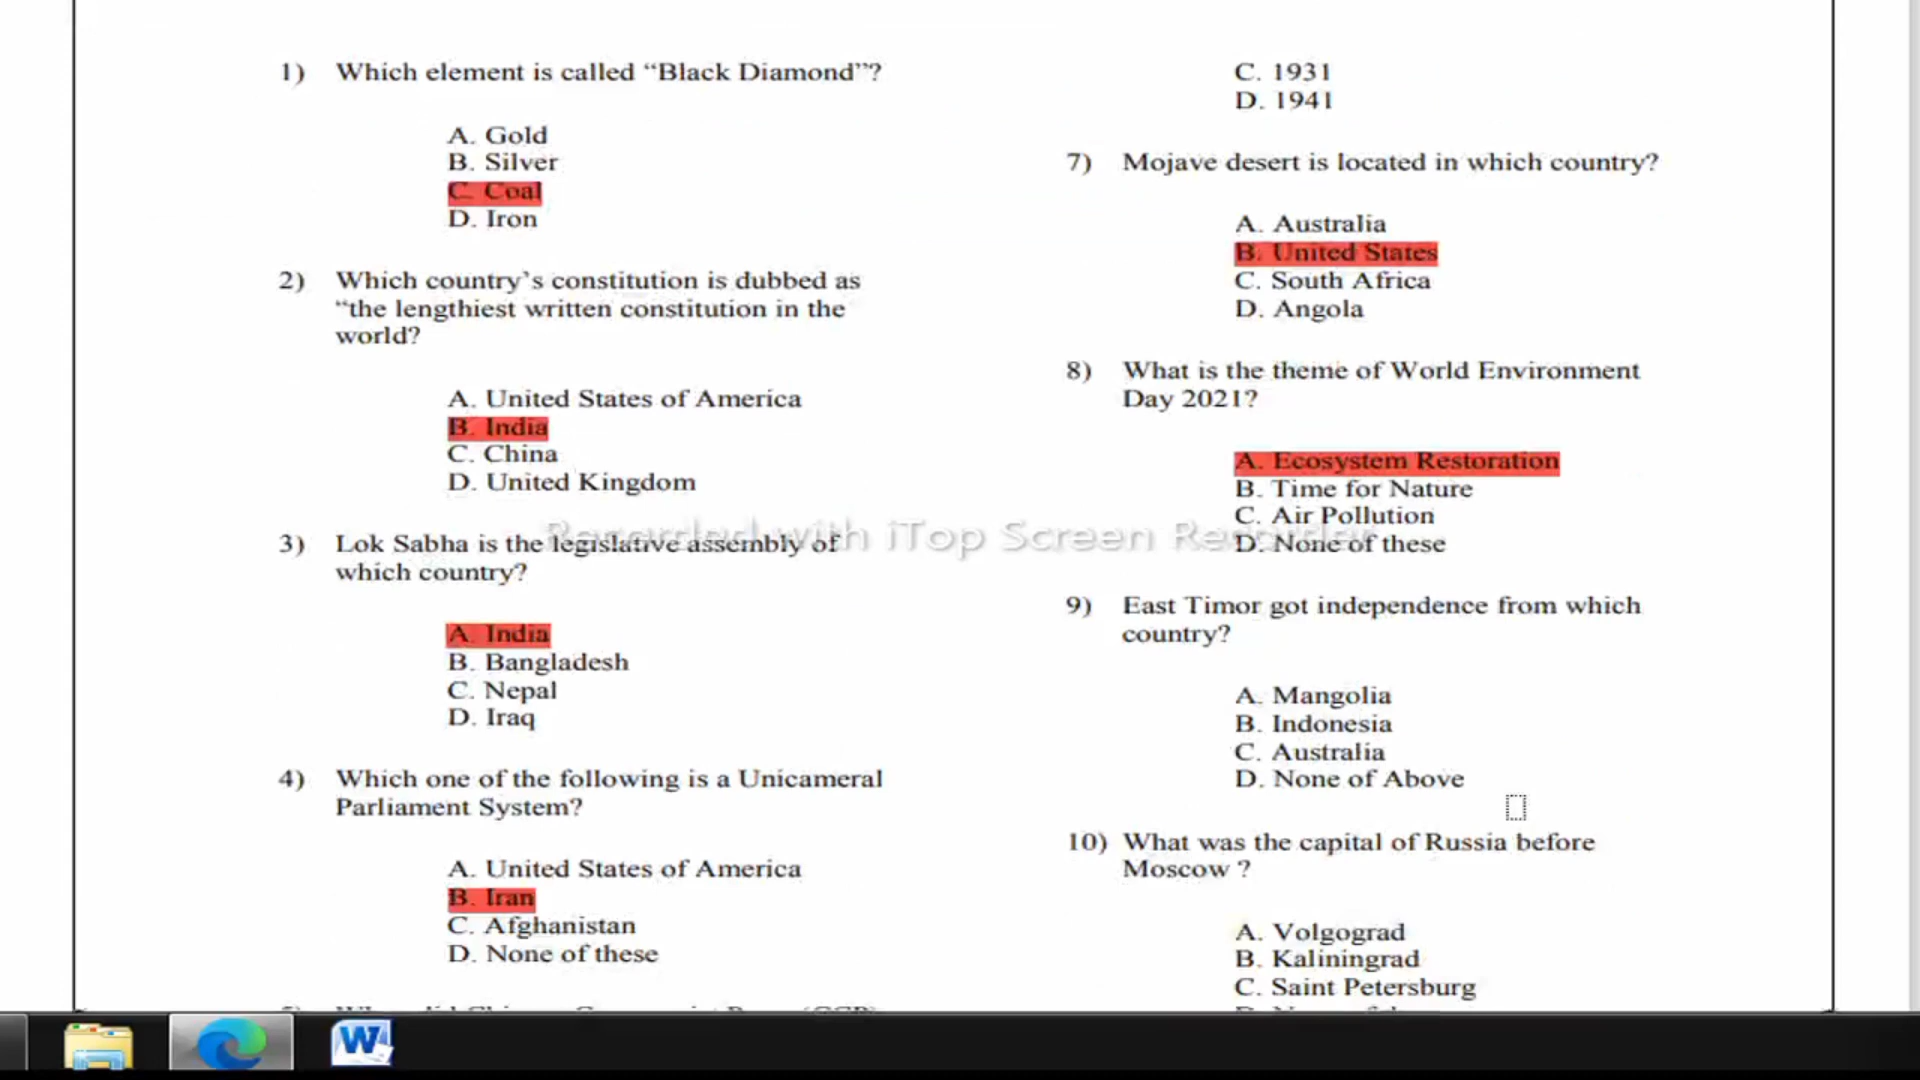 1) Which element is called “Black Diamond”?
A. Gold
B. Silver
C. Coal
D. Iron
2) Which country’s constitution is dubbed as
“the lengthiest written constitution in the
world?
A. United States of America
B. India
C. China
D. United Kingdom
3) Lok Sabha is the legislative assembly of
which country?
A. India
B. Bangladesh
C. Nepal
D. Iraq
4) Which one of the following is a Unicameral
Parliament System?
A. United States of America
B. Iran
C. Afghanistan
D. None of these
C. 1931
D. 1941
7) Mojave desert is located in which country?
A. Australia
B. United States
C. South Africa
D. Angola
8) What is the theme of World Environment
Day 2021?
A. Ecosystem Restoration
B. Time for Nature
C. Air Pollution
D. None of these
9) East Timor got independence from which
country?
A. Mangolia
B. Indonesia
C. Australia
D. None of Above
10) What was the capital of Russia before
Moscow ?
A. Volgograd
B. Kaliningrad
C. Saint Petersburg
Recorded with iTop Screen Recorder
W